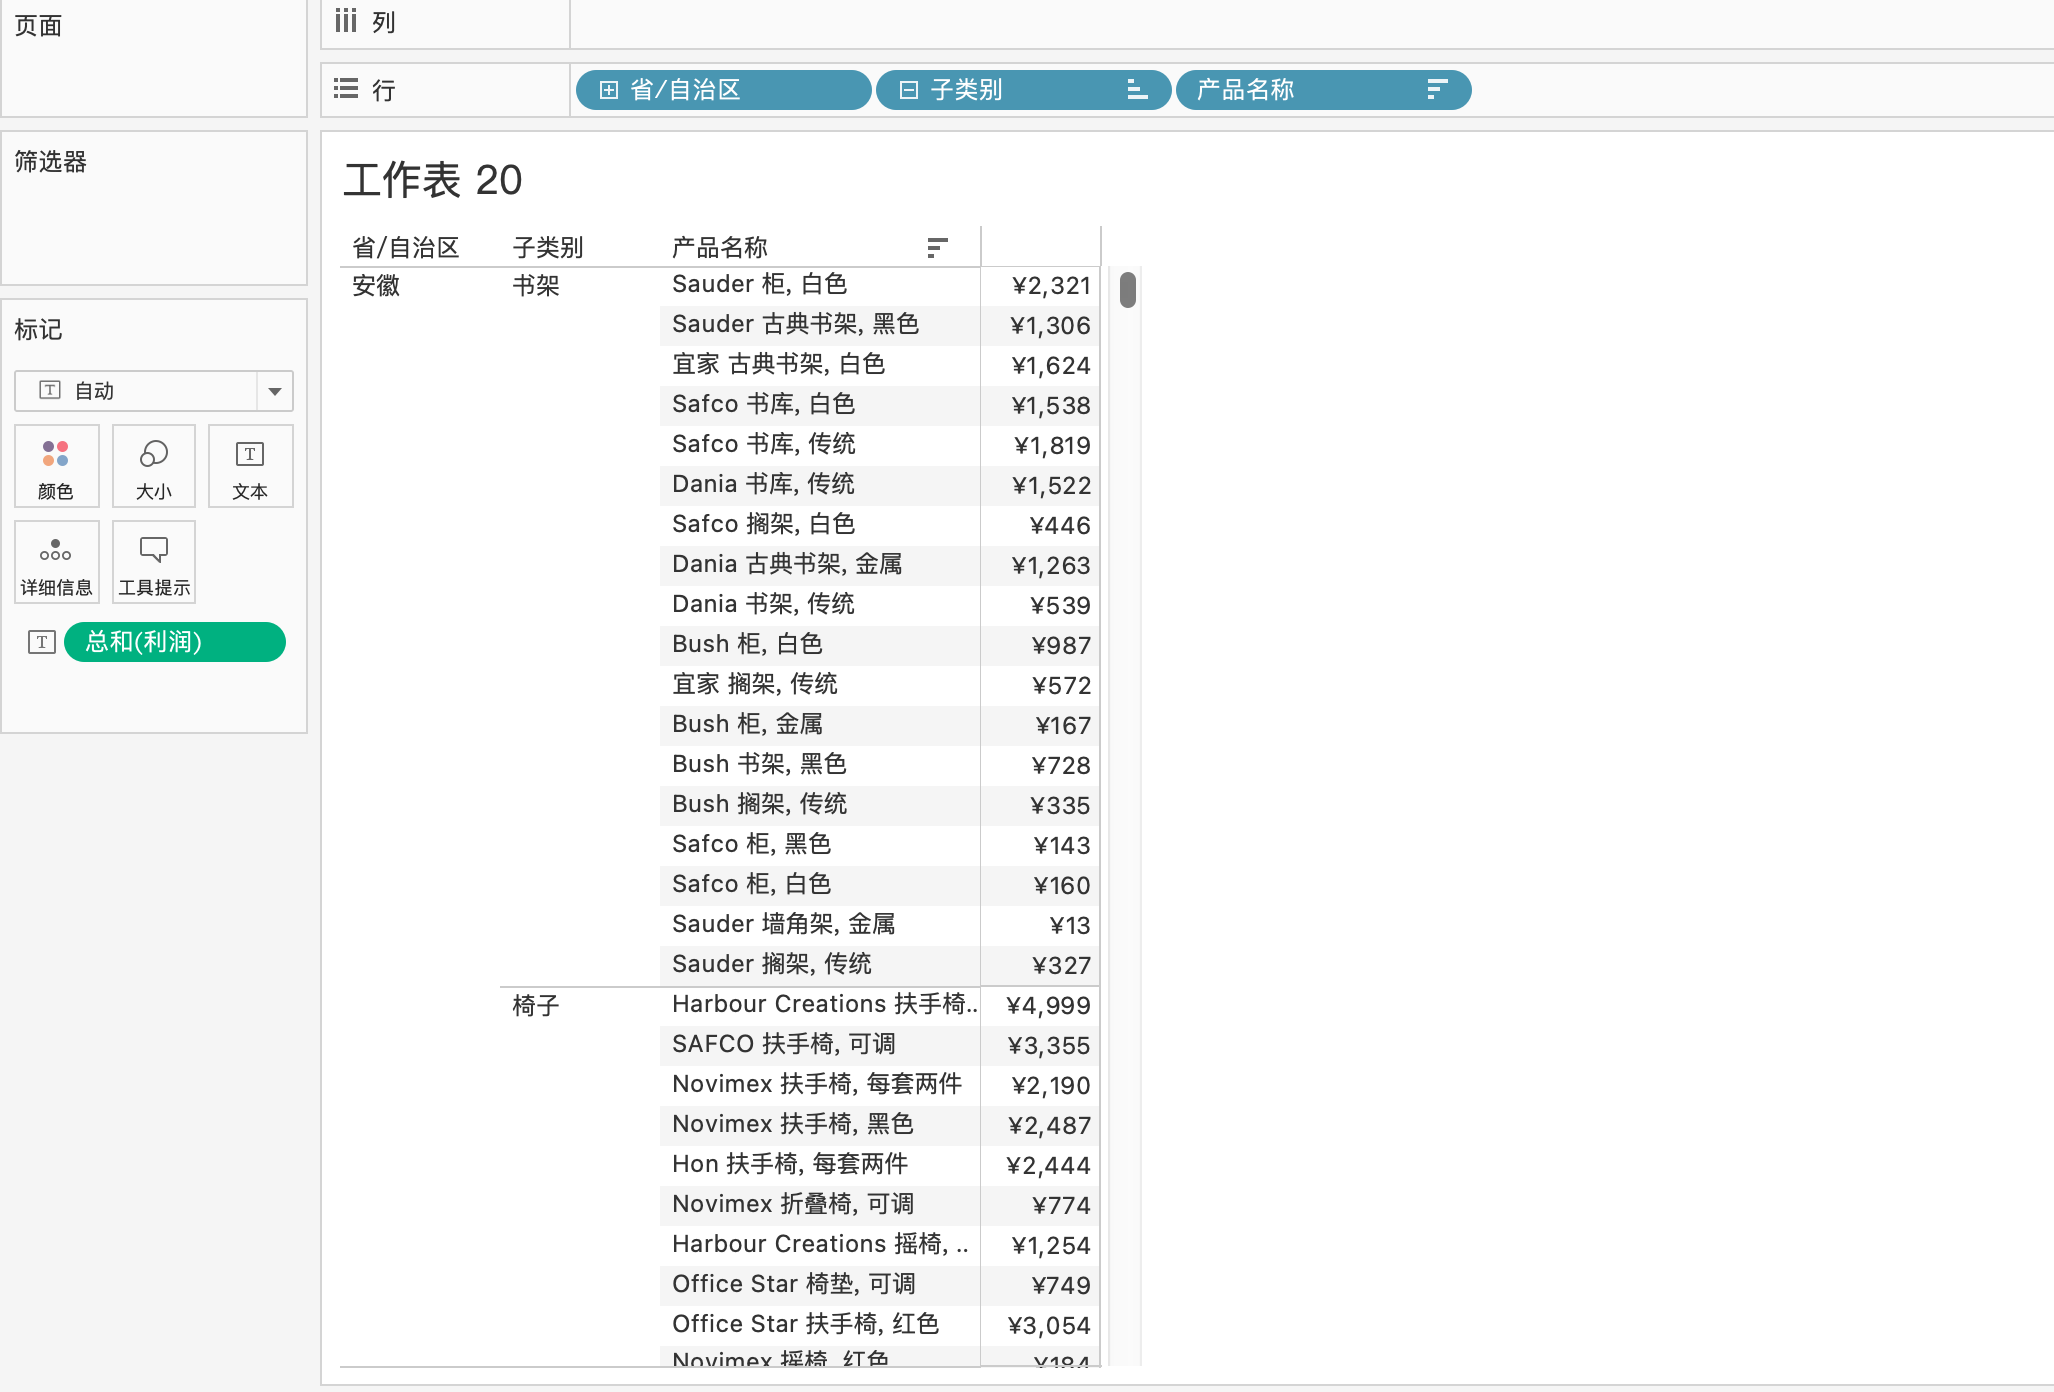 页面
列
行
省/自治区
子类别
产品名称
筛选器
标记
自动
颜色
大小
文本
详细信息
工具提示
总和(利润)
工作表 20
省/自治区 子类别 产品名称
安徽 书架 Sauder 柜, 白色 ¥2,321
Sauder 古典书架, 黑色 ¥1,306
宜家 古典书架, 白色 ¥1,624
Safco 书库, 白色 ¥1,538
Safco 书库, 传统 ¥1,819
Dania 书库, 传统 ¥1,522
Safco 搁架, 白色 ¥446
Dania 古典书架, 金属 ¥1,263
Dania 书架, 传统 ¥539
Bush 柜, 白色 ¥987
宜家 搁架, 传统 ¥572
Bush 柜, 金属 ¥167
Bush 书架, 黑色 ¥728
Bush 搁架, 传统 ¥335
Safco 柜, 黑色 ¥143
Safco 柜, 白色 ¥160
Sauder 墙角架, 金属 ¥13
Sauder 搁架, 传统 ¥327
椅子 Harbour Creations 扶手椅.. ¥4,999
SAFCO 扶手椅, 可调 ¥3,355
Novimex 扶手椅, 每套两件 ¥2,190
Novimex 扶手椅, 黑色 ¥2,487
Hon 扶手椅, 每套两件 ¥2,444
Novimex 折叠椅, 可调 ¥774
Harbour Creations 摇椅, .. ¥1,254
Office Star 椅垫, 可调 ¥749
Office Star 扶手椅, 红色 ¥3,054
Novimex 摇椅, 红色 ¥184